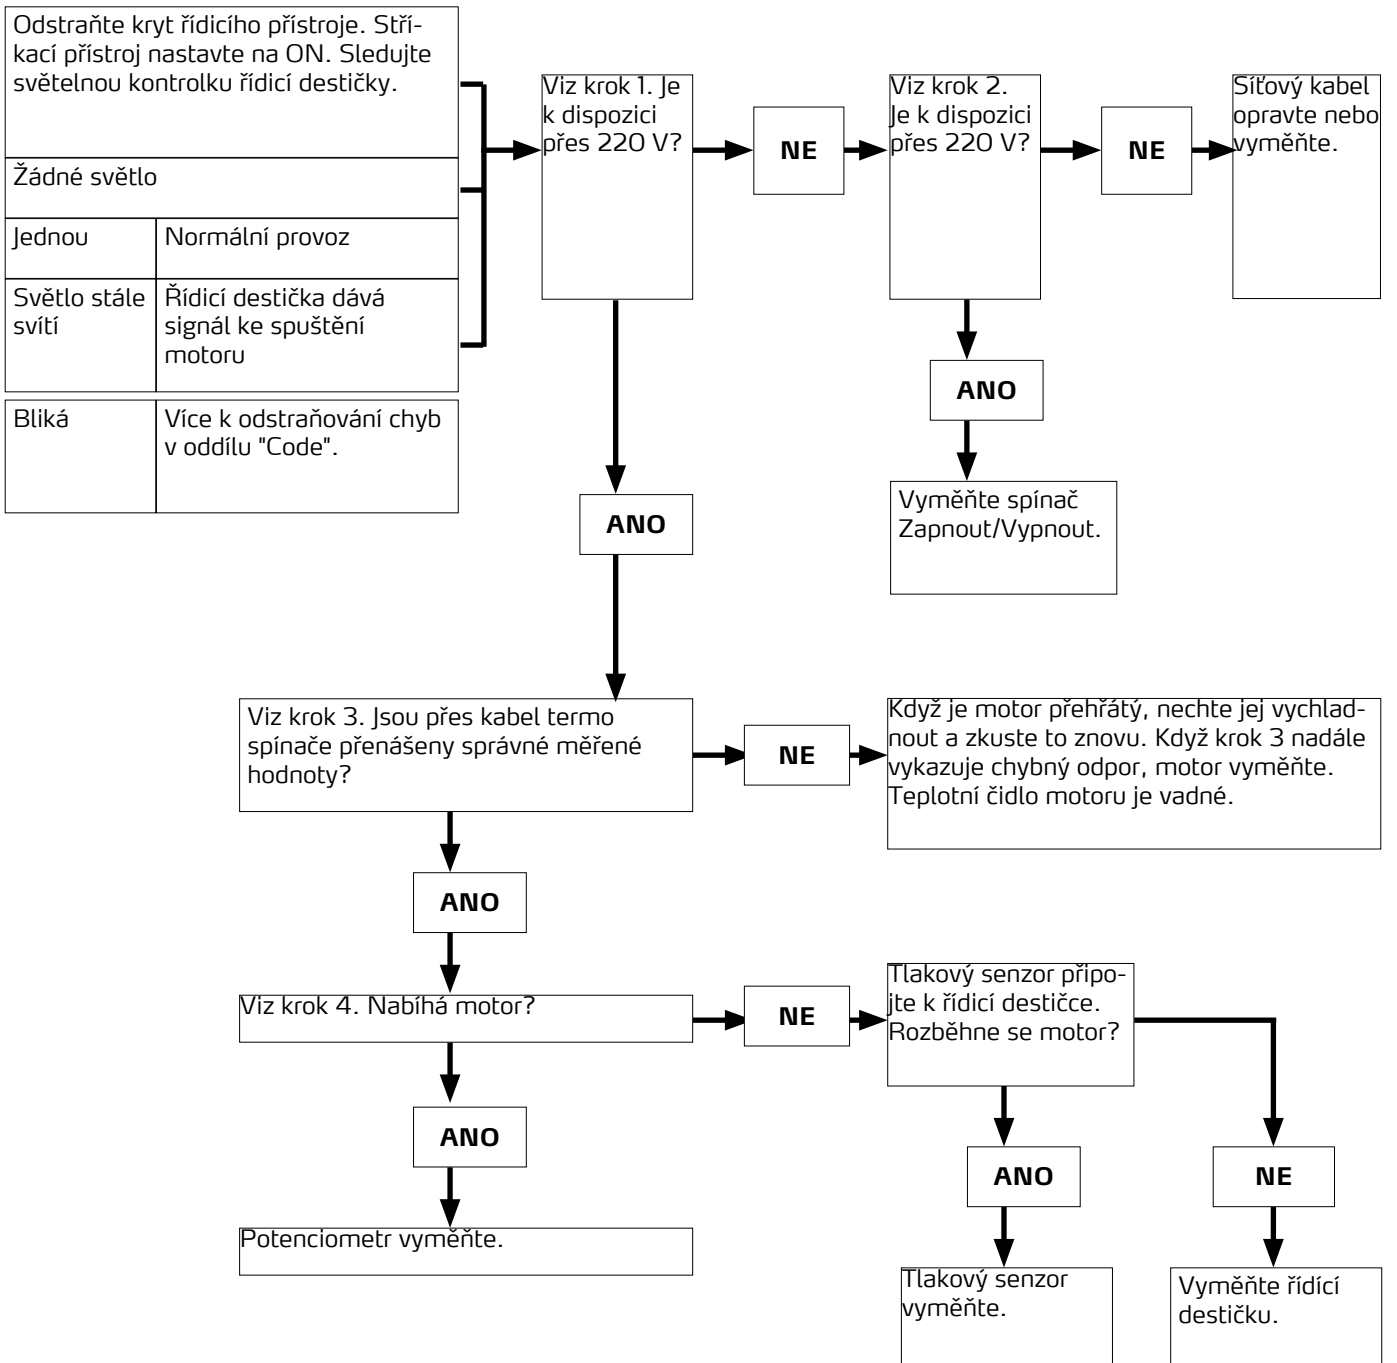 Odstraňte kryt řídicího přístroje. Stří-
kací přístroj nastavte na ON. Sledujte
světelnou kontrolku řídicí destičky.
Žádné světlo
Jednou
Normální provoz
Světlo stále
svítí
Řídicí destička dává
signál ke spuštění
motoru
Bliká
Více k odstraňování chyb
v oddílu "Code".
Viz krok 1. Je
k dispozici
přes 220 V?
NE
Viz krok 2.
Je k dispozici
přes 220 V?
NE
Síťový kabel
opravte nebo
vyměňte.
ANO
Vyměňte spínač
Zapnout/Vypnout.
ANO
Viz krok 3. Jsou přes kabel termo
spínače přenášeny správné měřené
hodnoty?
NE
Když je motor přehřátý, nechte jej vychlad-
nout a zkuste to znovu. Když krok 3 nadále
vykazuje chybný odpor, motor vyměňte.
Teplotní čidlo motoru je vadné.
ANO
Viz krok 4. Nabíhá motor?
NE
Tlakový senzor připo-
jte k řídicí destičce.
Rozběhne se motor?
ANO
Potenciometr vyměňte.
ANO
NE
Tlakový senzor
vyměňte.
Vyměňte řídící
destičku.